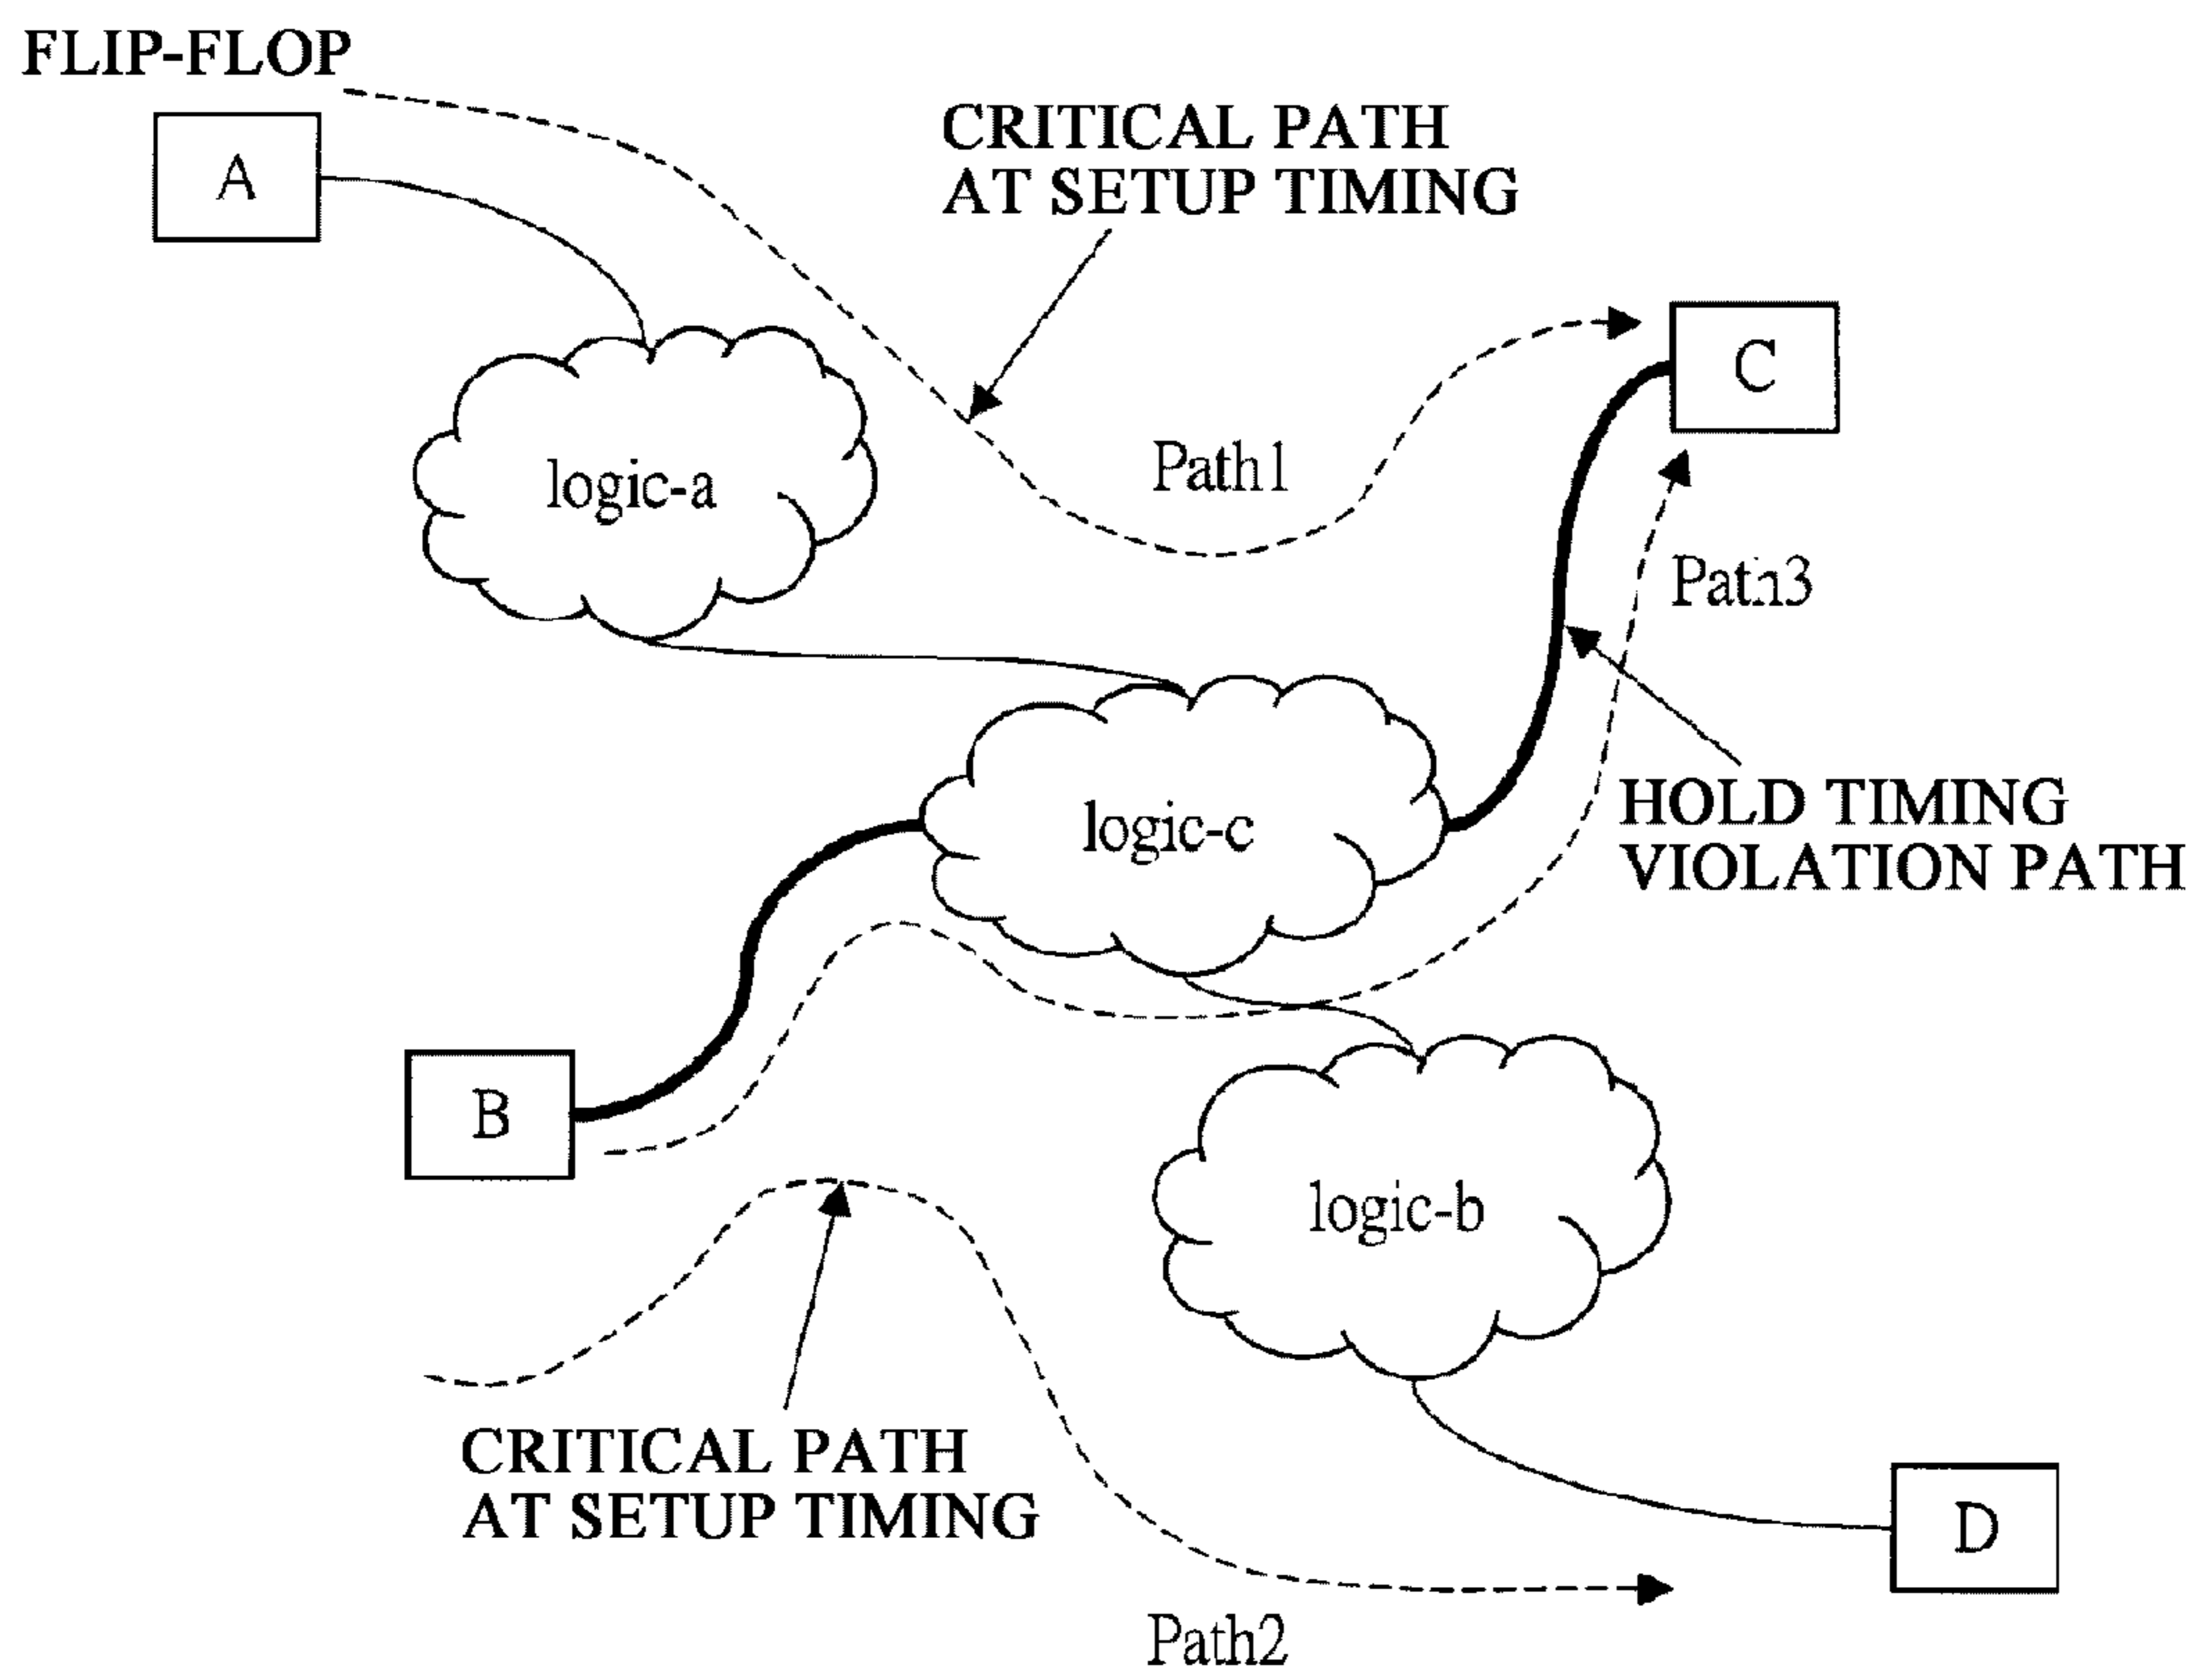 FLIP-FLOP
A
CRITICAL PATH
AT SETUP TIMING
C
logic-a
Path1
Path3
HOLD TIMING
VIOLATION PATH
logic-c
B
logic-b
CRITICAL PATH
AT SETUP TIMING
D
Path2